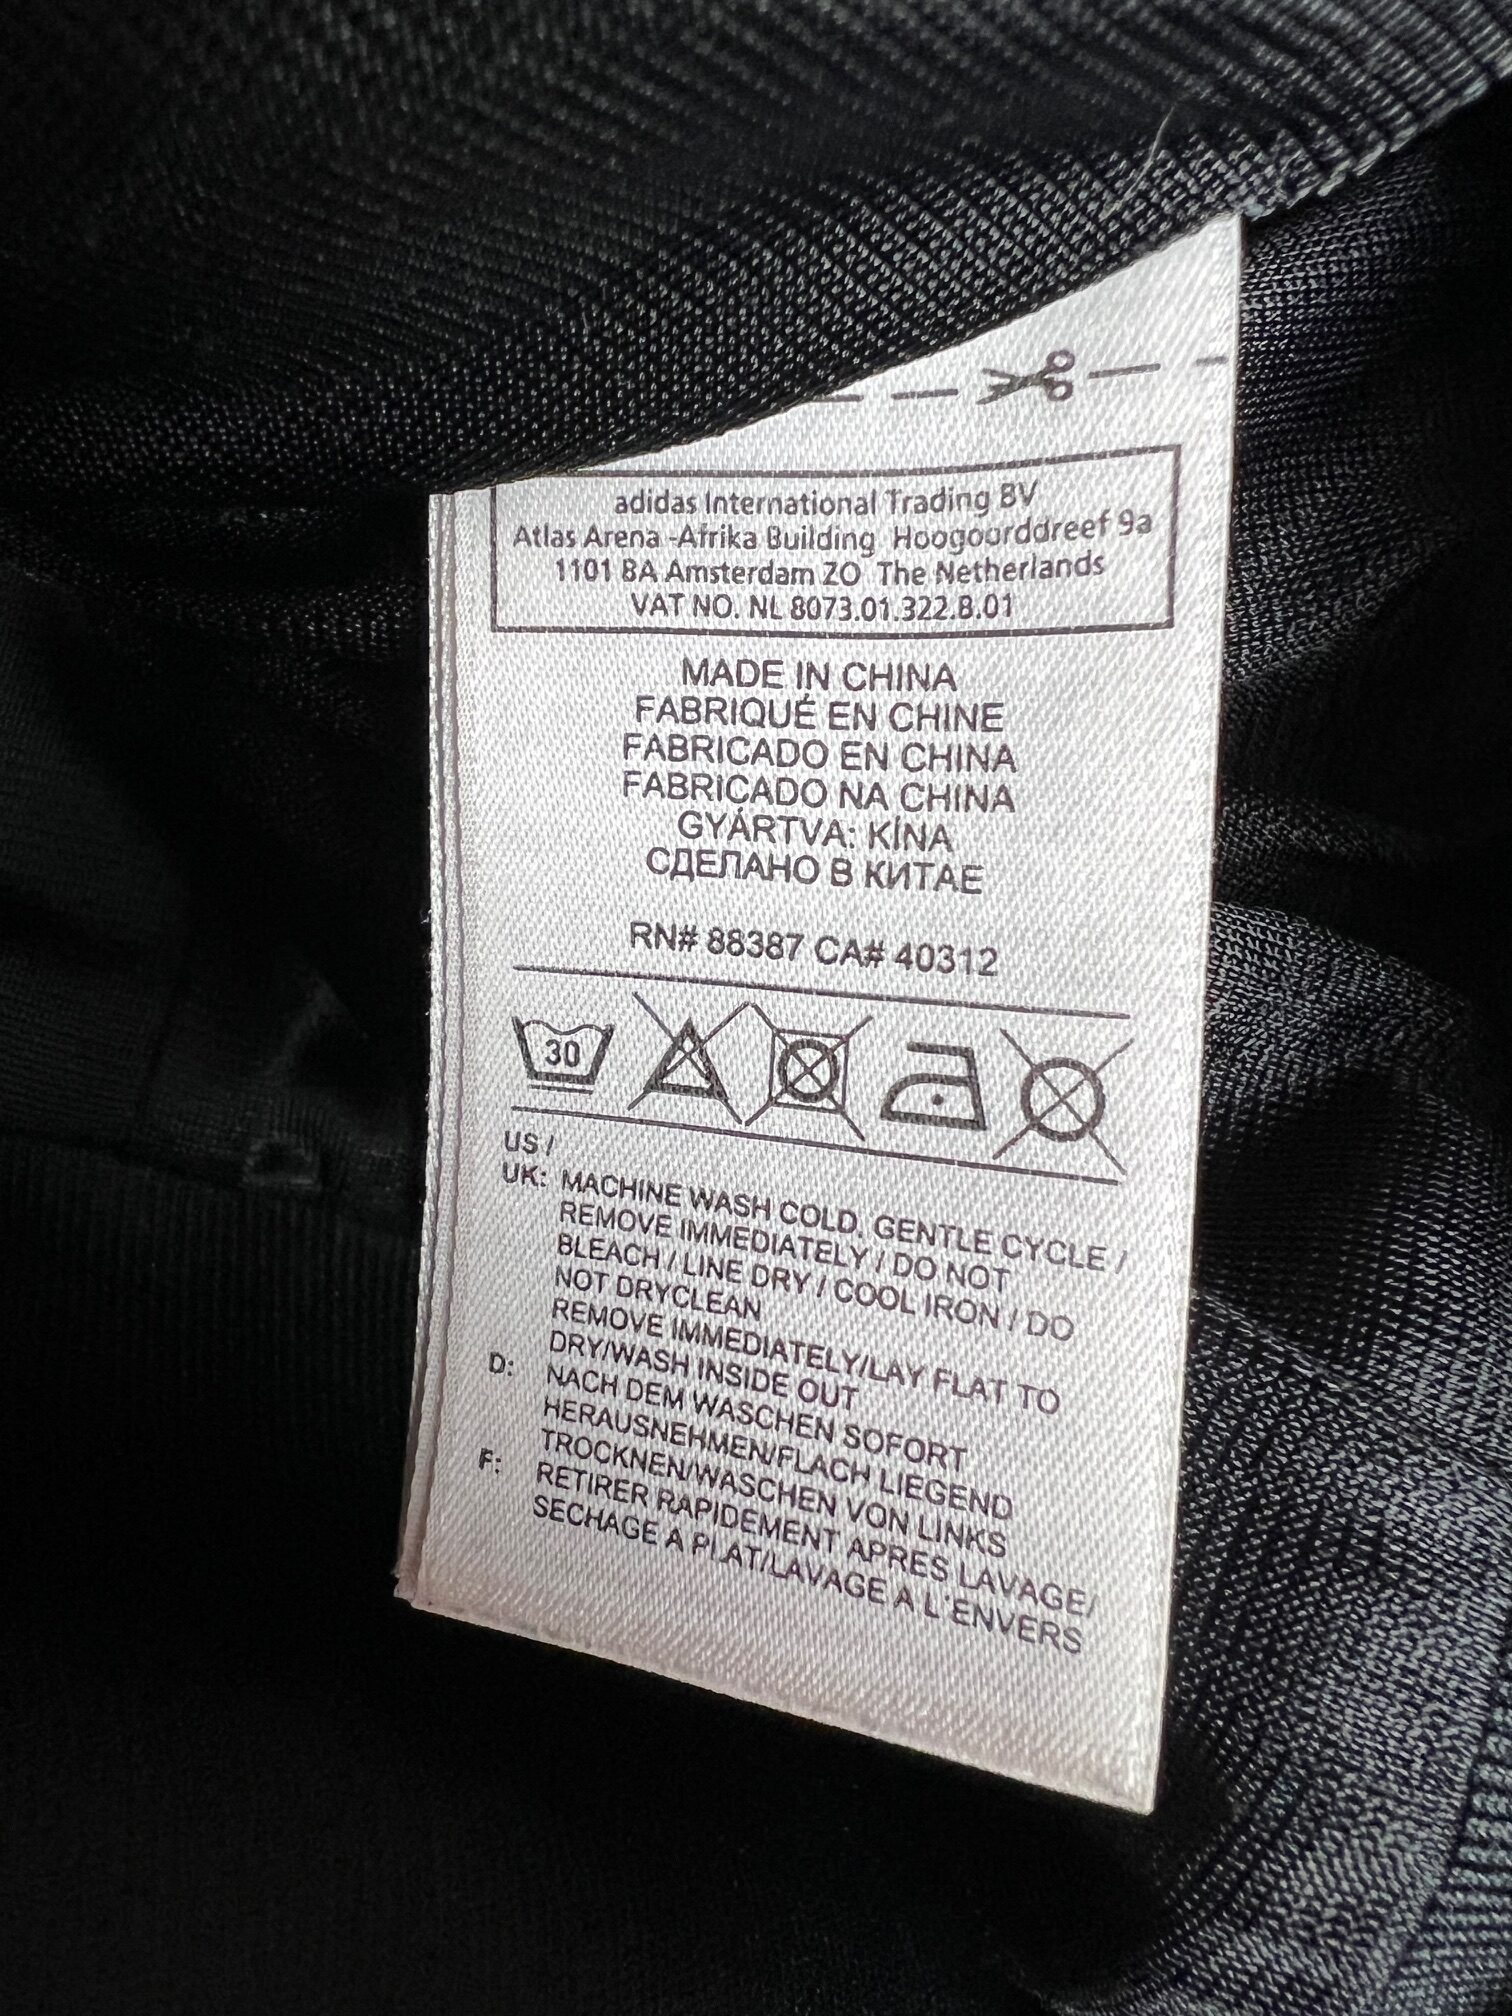 adidas International Trading BV
Atlas Arena -Afrika Building Hoogoorddreef 9a
1101 BA Amsterdam ZO The Netherlands
VAT NO. NL 8073.01.322.B.01
MADE IN CHINA
FABRIQUÉ EN CHINE
FABRICADO EN CHINA
FABRICADO NA CHINA
GYÁRTVA: KÍNA
СДЕЛАНО В КИТАЕ
RN# 88387 CA# 40312
30
US /
UK: MACHINE WASH COLD, GENTLE CYCLE /
REMOVE IMMEDIATELY / DO NOT
BLEACH / LINE DRY / COOL IRON / DO
NOT DRYCLEAN
REMOVE IMMEDIATELY/LAY FLAT TO
DRY/WASH INSIDE OUT
D: NACH DEM WASCHEN SOFORT
HERAUSNEHMEN/FLACH LIEGEND
TROCKNEN/WASCHEN VON LINKS
F: RETIRER RAPIDEMENT APRES LAVAGE/
SECHAGE A PLAT/LAVAGE A L'ENVERS